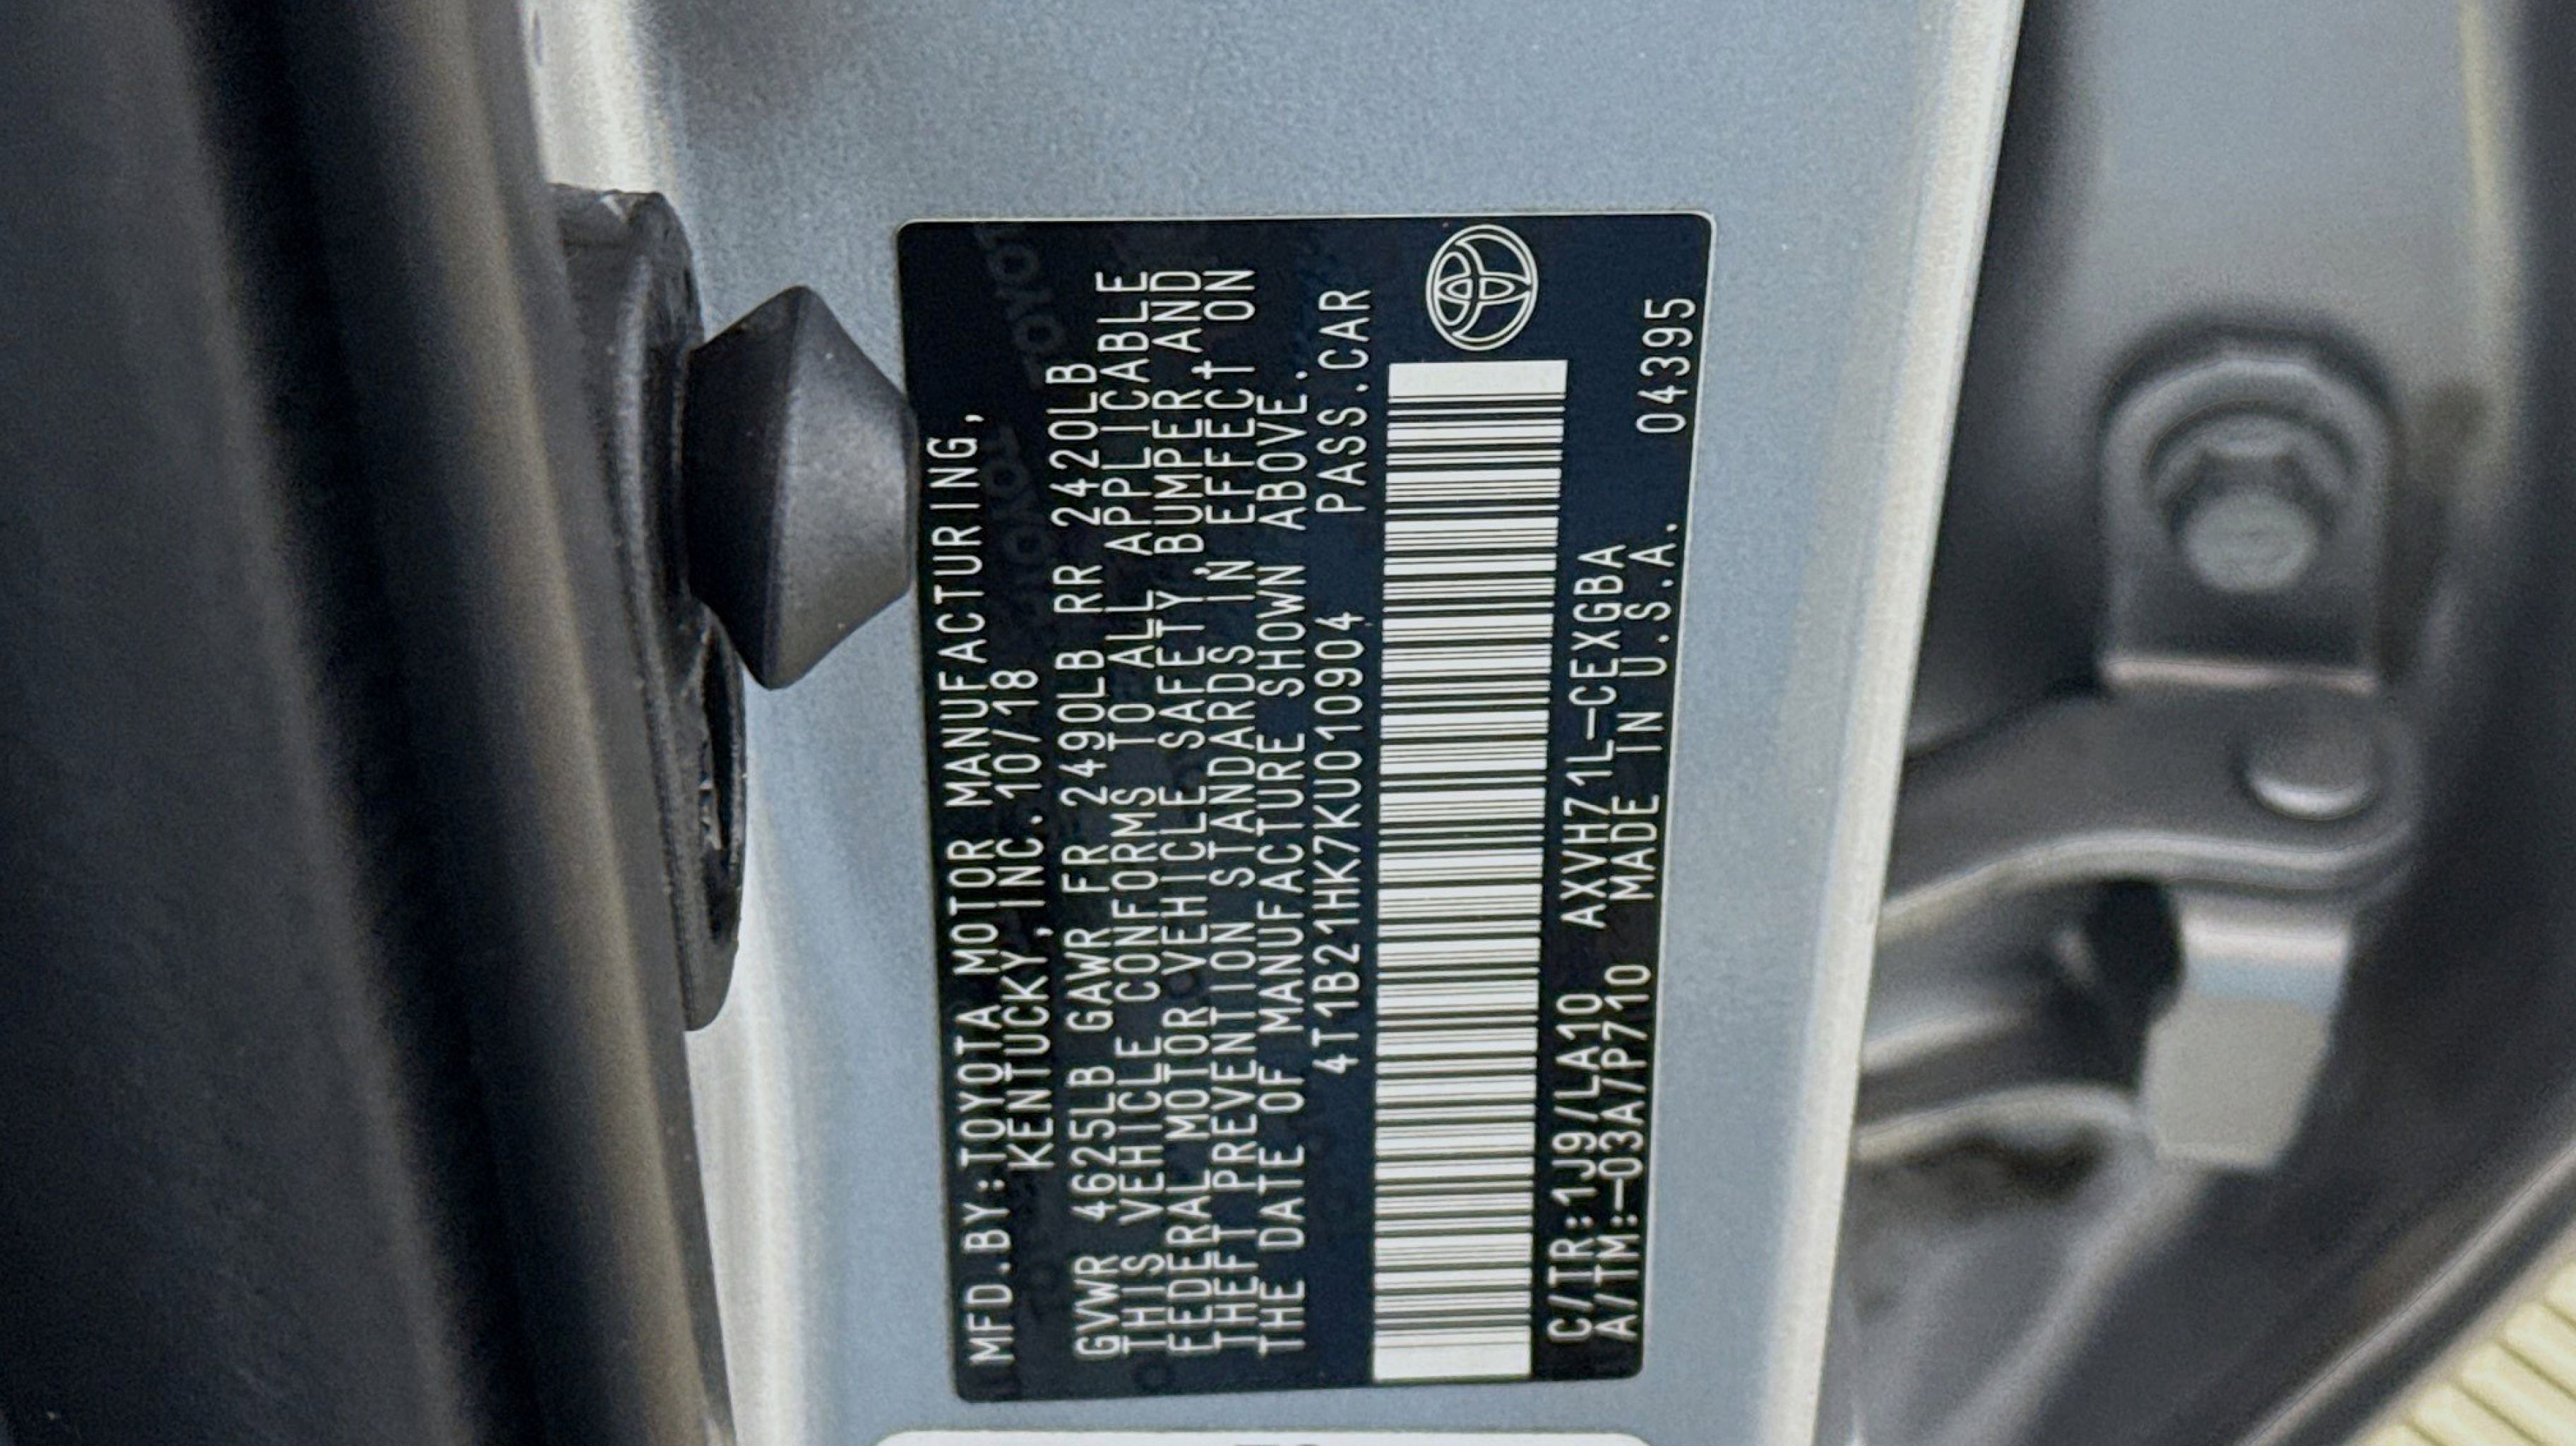 MFD.BY:TOYOTA MOTOR MANUFACTURING,
KENTUCKY, INC. 10/18
GVWR 4625LB GAWR FR 2490LB RR 2420LB
THIS VEHICLE CONFORMS TO ALL APPLICABLE
FEDERAL MOTOR VEHICLE SAFETY, BUMPER, AND
THEFT PREVENTION STANDARDS IN EFFECT ON
THE DATE OF MANUFACTURE SHOWN ABOVE.
4T1B21HK7KU010904 PASS.CAR
C/TR:1J9/LA10 AXVH71L-CEXGBA
A/TM:-03A/P710 MADE IN U.S.A. 04395